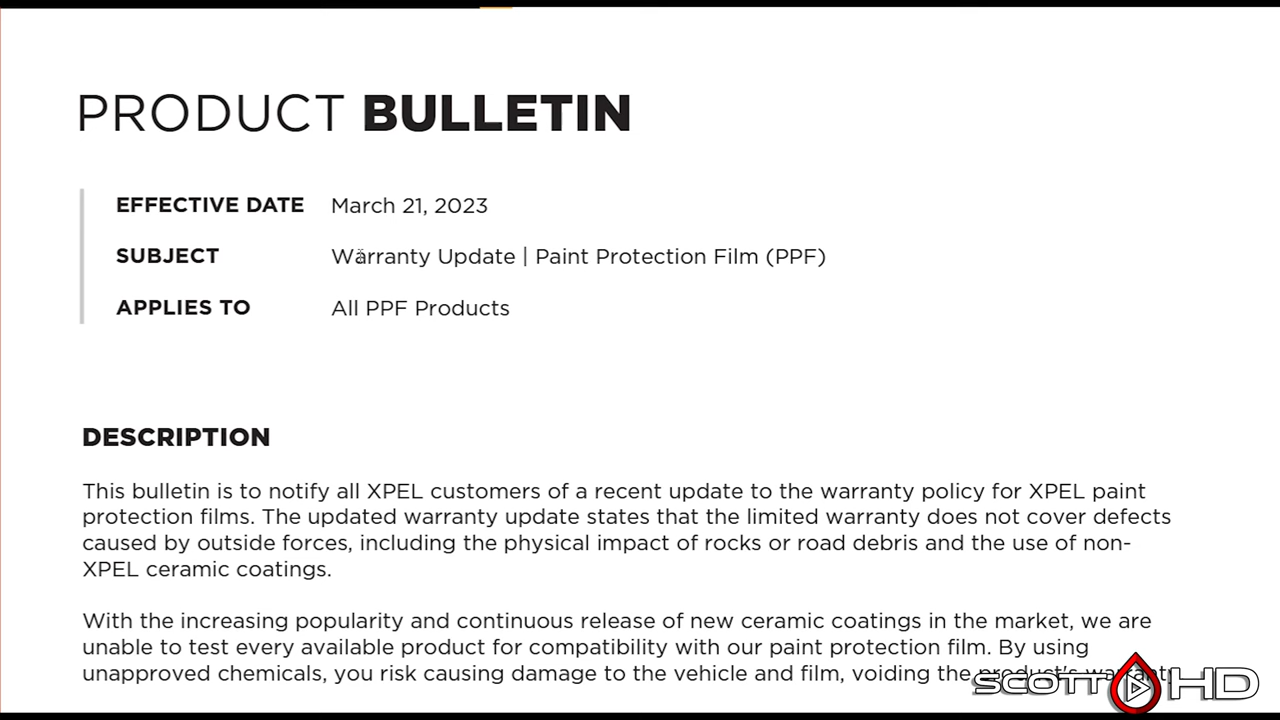 PRODUCT BULLETIN
EFFECTIVE DATE March 21, 2023
SUBJECT Warranty Update | Paint Protection Film (PPF)
APPLIES TO All PPF Products
DESCRIPTION
This bulletin is to notify all XPEL customers of a recent update to the warranty policy for XPEL paint
protection films. The updated warranty update states that the limited warranty does not cover defects
caused by outside forces, including the physical impact of rocks or road debris and the use of non-
XPEL ceramic coatings.
With the increasing popularity and continuous release of new ceramic coatings in the market, we are
unable to test every available product for compatibility with our paint protection film. By using
unapproved chemicals, you risk causing damage to the vehicle and film, voiding the product's warranty
SCOTT HD